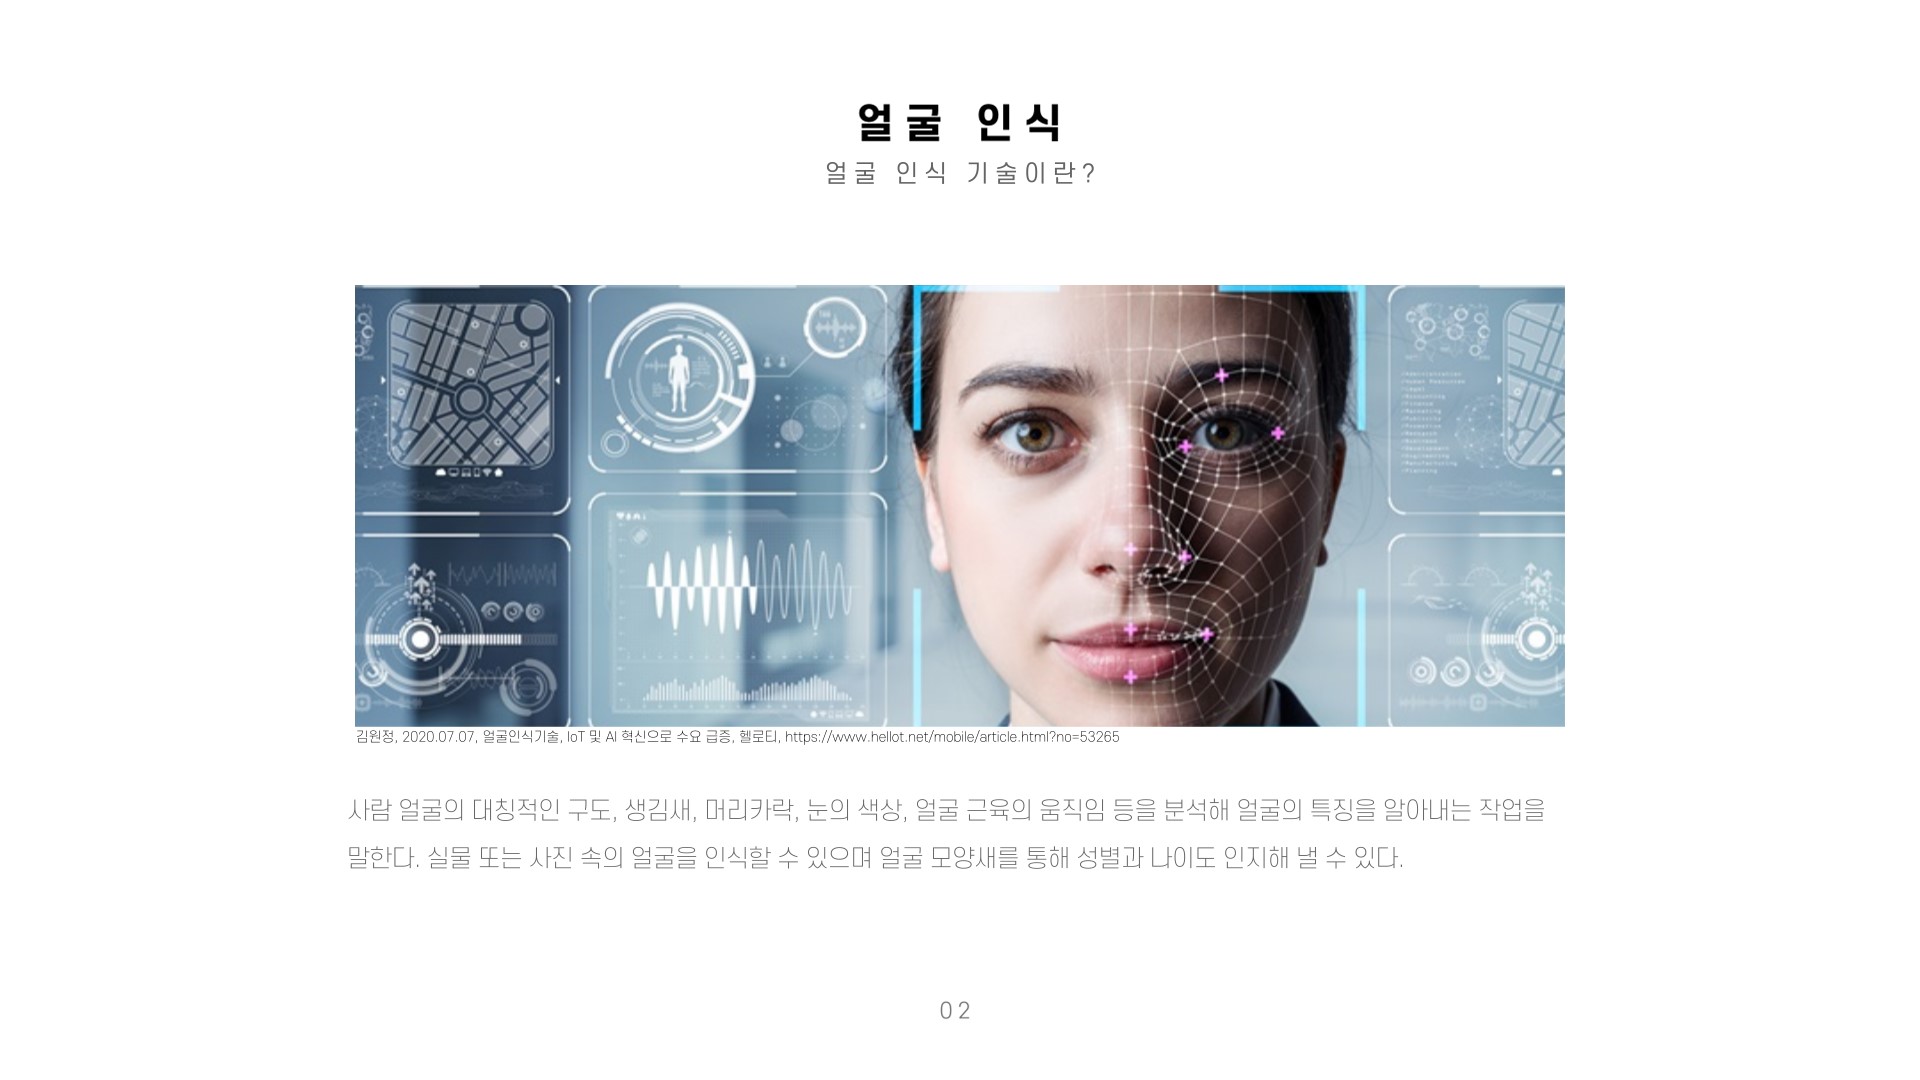 얼굴 인식
얼굴 인식 기술이란?
김원정, 2020.07.07, 얼굴인식기술, IoT 및 AI 혁신으로 수요 급증, 헬로티, https://www.hellot.net/mobile/article.html?no=53265
사람 얼굴의 대칭적인 구도, 생김새, 머리카락, 눈의 색상, 얼굴 근육의 움직임 등을 분석해 얼굴의 특징을 알아내는 작업을
말한다. 실물 또는 사진 속의 얼굴을 인식할 수 있으며 얼굴 모양새를 통해 성별과 나이도 인지해 낼 수 있다.
02